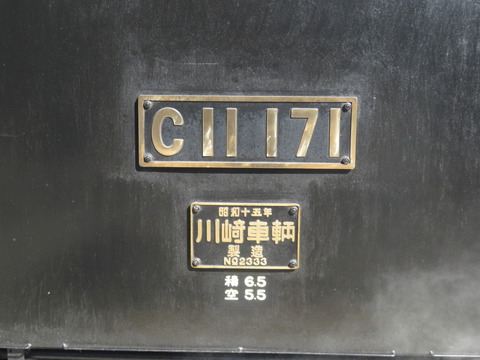 C11 171
昭和十五年
川崎車輌
製造
No2333
積 6.5
空 5.5